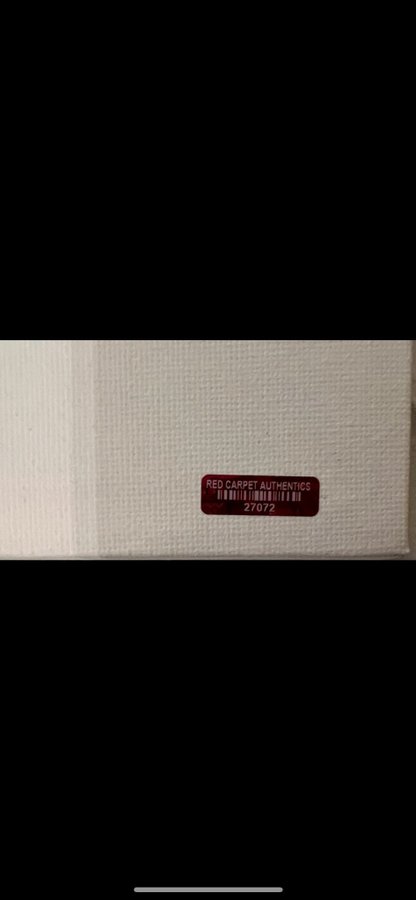 RED CARPET AUTHENTICS
27072